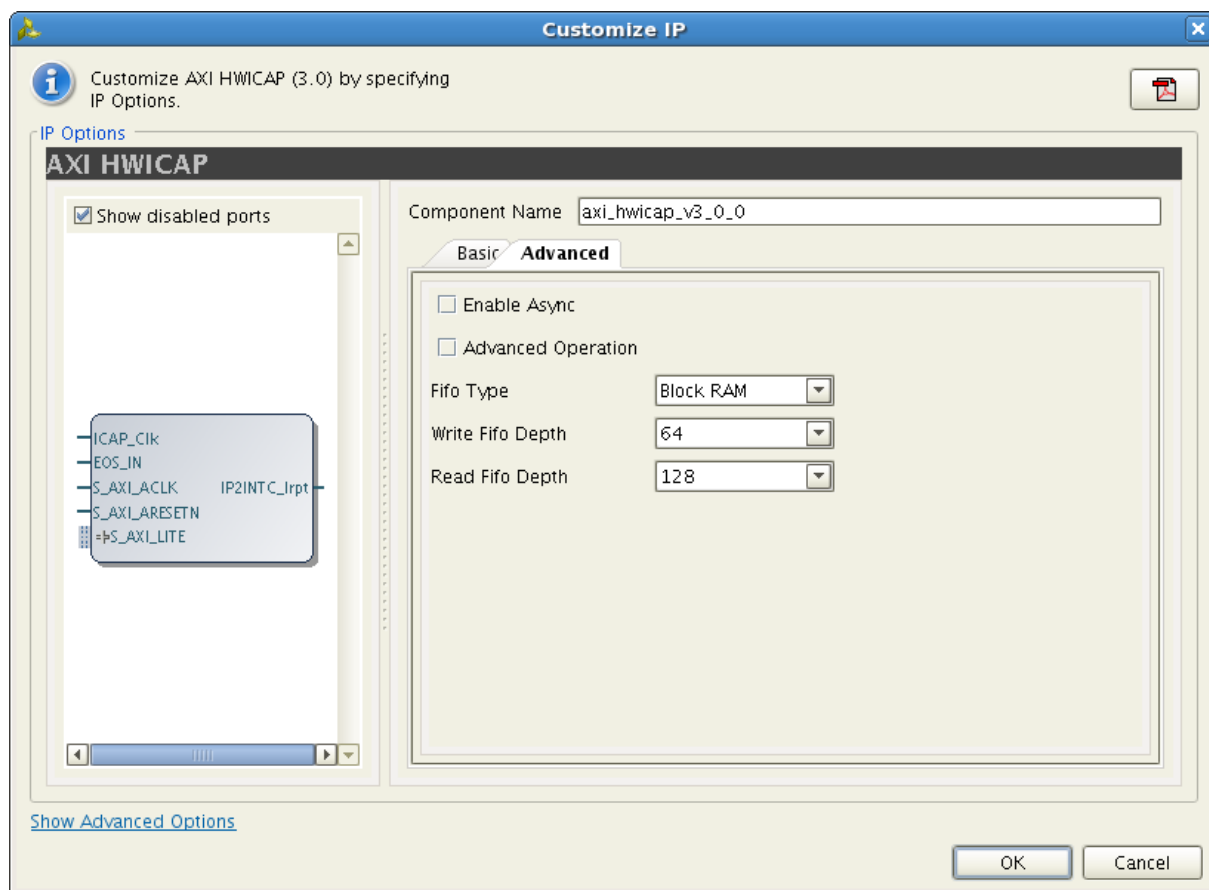 Customize IP
Customize AXI HWICAP (3.0) by specifying
IP Options.
IP Options
AXI HWICAP
Show disabled ports
ICAP_Clk
EOS_IN
S_AXI_ACLK IP2INTC_Irpt
S_AXI_ARESETN
S_AXI_LITE
Component Name axi_hwicap_v3_0_0
Basic Advanced
Enable Async
Advanced Operation
Fifo Type Block RAM
Write Fifo Depth 64
Read Fifo Depth 128
Show Advanced Options
OK Cancel